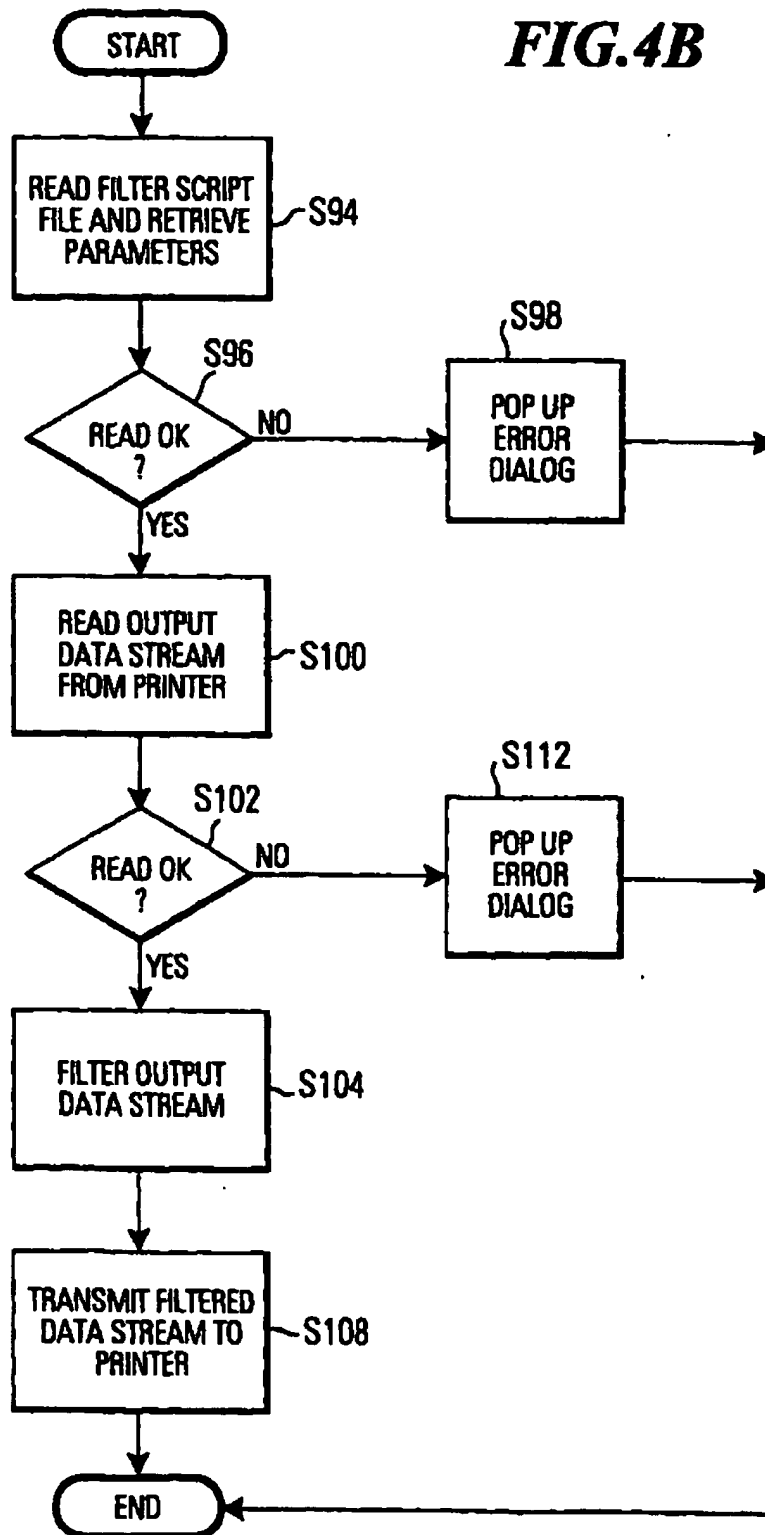 FIG.4B
START
READ FILTER SCRIPT
FILE AND RETRIEVE
PARAMETERS
S94
S96
READ OK
?
NO
YES
S98
POP UP
ERROR
DIALOG
READ OUTPUT
DATA STREAM
FROM PRINTER
S100
S102
READ OK
?
NO
YES
S112
POP UP
ERROR
DIALOG
FILTER OUTPUT
DATA STREAM
S104
TRANSMIT FILTERED
DATA STREAM TO
PRINTER
S108
END